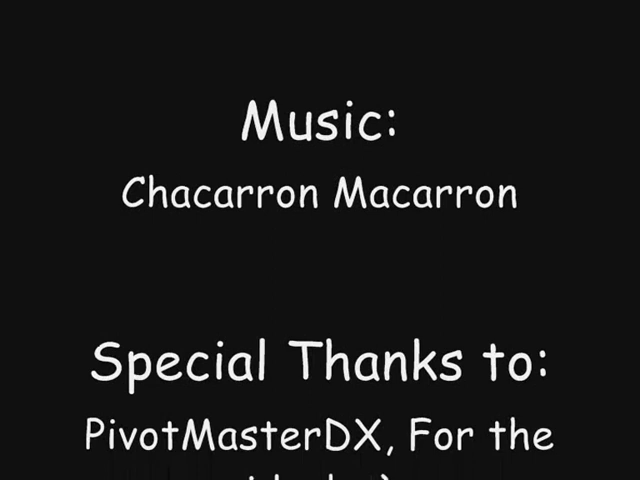 Music:
Chacarron Macarron
Special Thanks to:
PivotMasterDX, For the